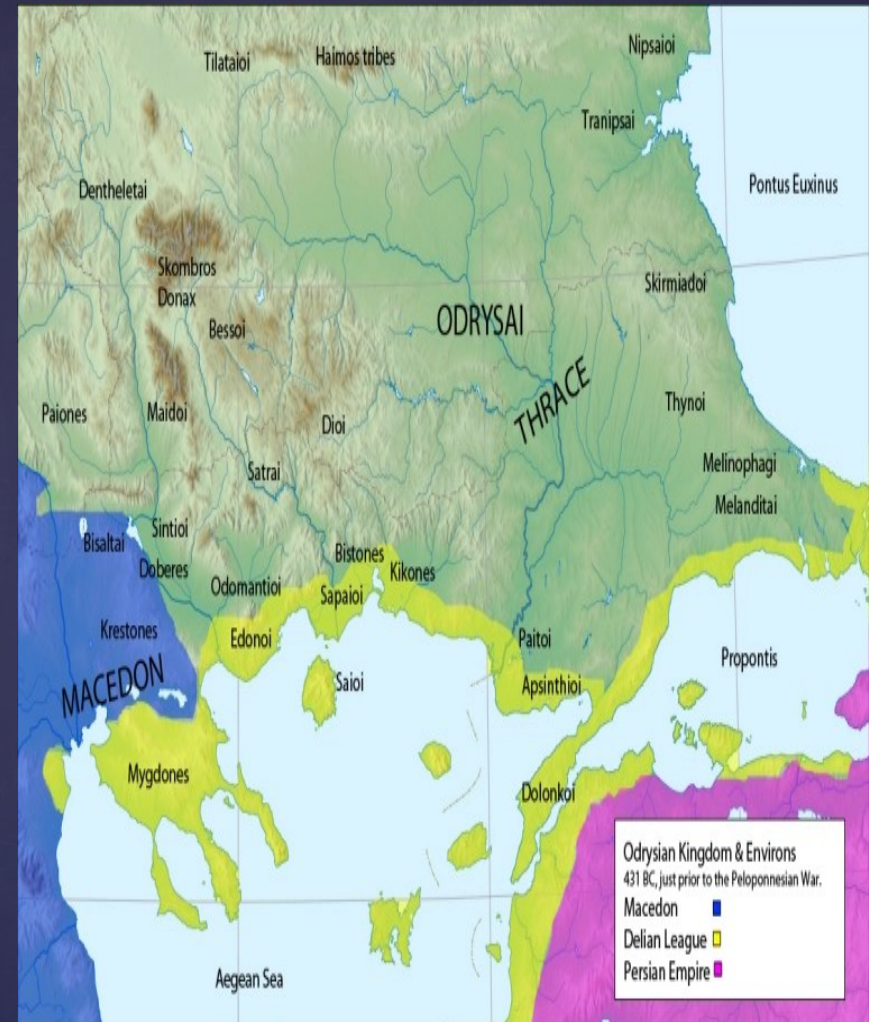 Nipsaioi
Tilataioi
Haimos tribes
Tranipsai
Dentheletai
Pontus Euxinus
Skombros
Donax
Skirmiadoi
Bessoi
ODRYSAI
THRACE
Paiones
Maidoi
Dioi
Thynoi
Satrai
Melinophagi
Melanditai
Sintioi
Bisaltai
Doberes
Bistones
Kikones
Odomantioi
Sapaioi
Krestones
Edonoi
Paitoi
Propontis
MACEDON
Saioi
Apsinthioi
Mygdones
Dolonkoi
Odrysian Kingdom & Environs
431 BC, just prior to the Peloponnesian War.
Macedon
Delian League
Persian Empire
Aegean Sea